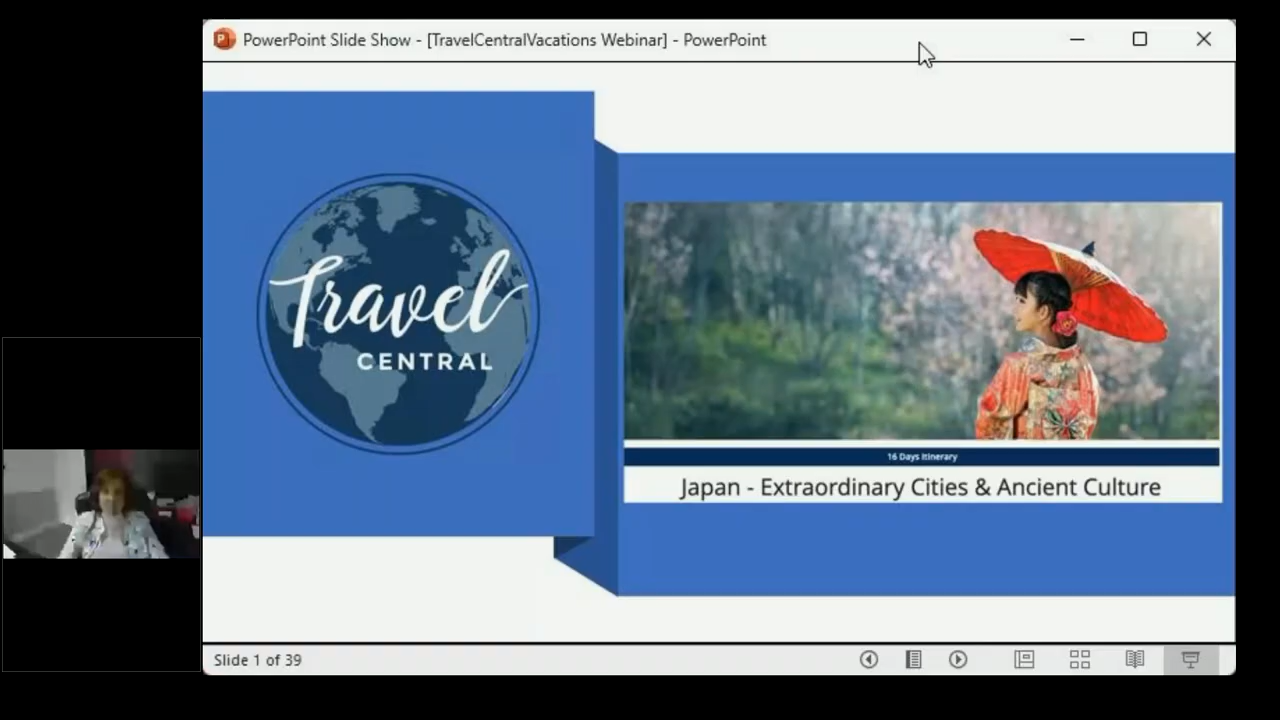 PowerPoint Slide Show - [TravelCentralVacations Webinar] - PowerPoint
Travel
CENTRAL
16 Days Itinerary
Japan - Extraordinary Cities & Ancient Culture
Slide 1 of 39